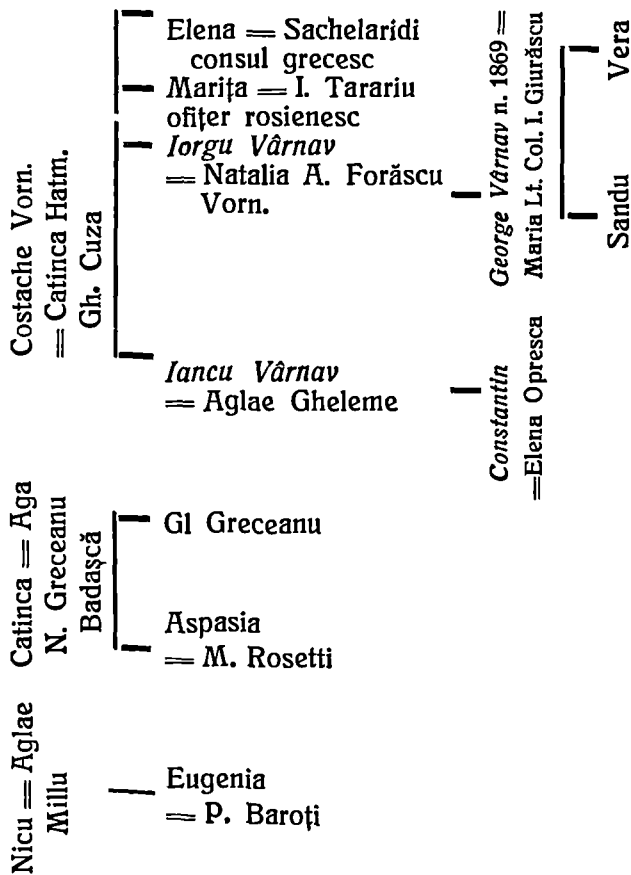 Costache Vorn.
= Catinca Hatm.
Gh. Cuza
Elena = Sachelaridi
consul grecesc
Marița = I. Tarariu
ofițer rosienesc
Iorgu Vârnav
= Natalia A. Forăscu
Vorn.
George Vârnav n. 1869 =
Maria Lt. Col. I. Giurăscu
Vera
Sandu
Iancu Vârnav
= Aglae Gheleme
Constantin
=Elena Opresca
Catinca = Aga
N. Greceanu
Badașcă
Gl Greceanu
Aspasia
= M. Rosetti
Nicu = Aglae
Millu
Eugenia
= P. Baroți